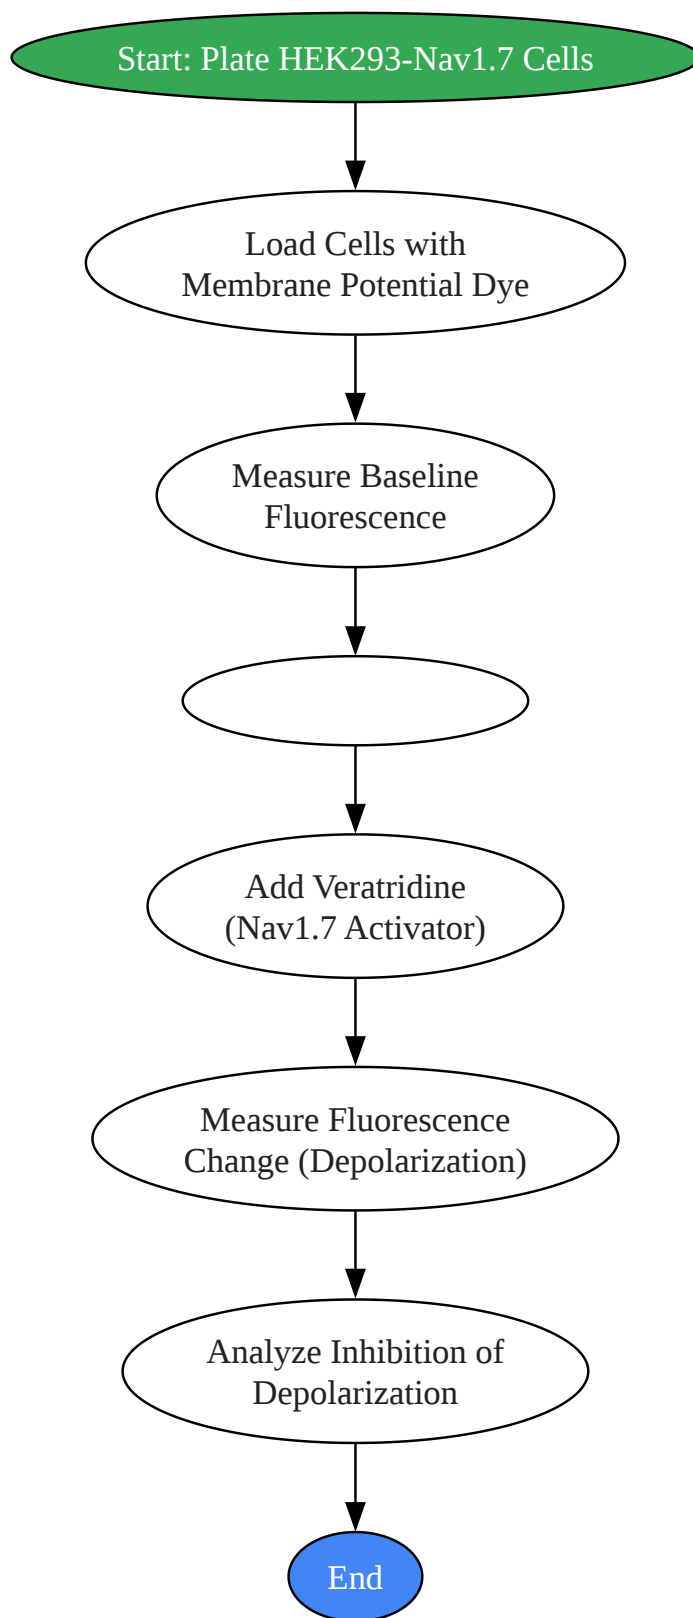 Start: Plate HEK293-Nav1.7 Cells
Load Cells with
Membrane Potential Dye
Measure Baseline
Fluorescence
Add Veratridine
(Nav1.7 Activator)
Measure Fluorescence
Change (Depolarization)
Analyze Inhibition of
Depolarization
End